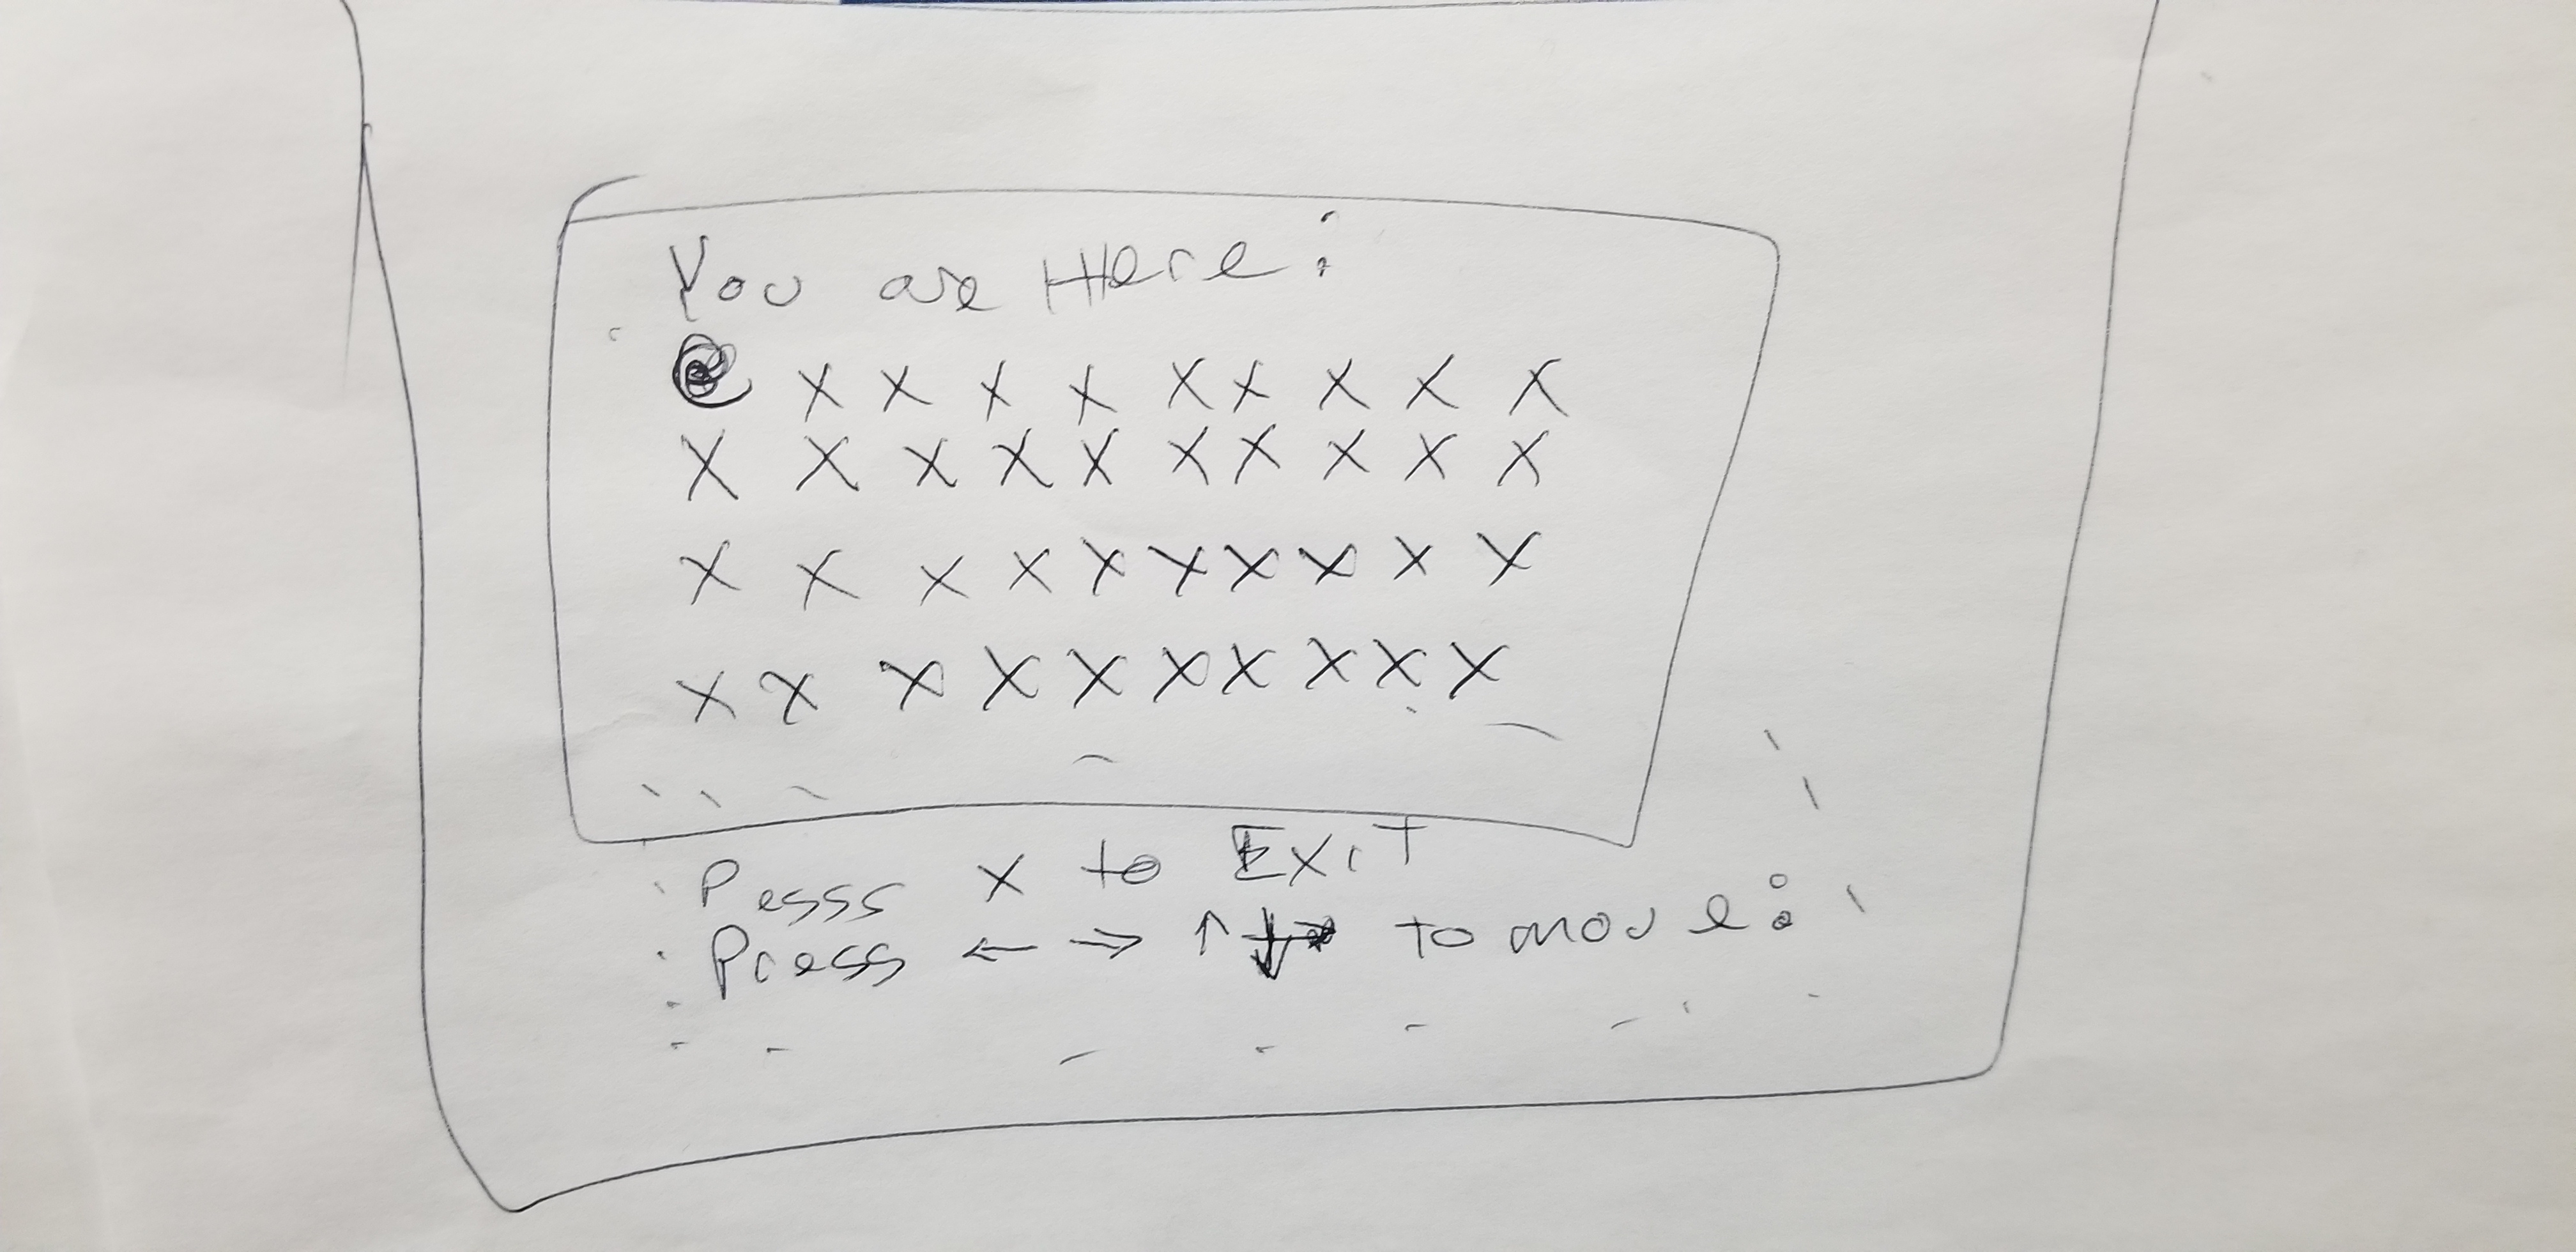 You are Here:
@ X X X X X X X X X
X X X X X X X X X X
X X X X X X X X X X
X X X X X X X X X X
Pesss X to Exit
Press ← → ↑ ↓ to move: